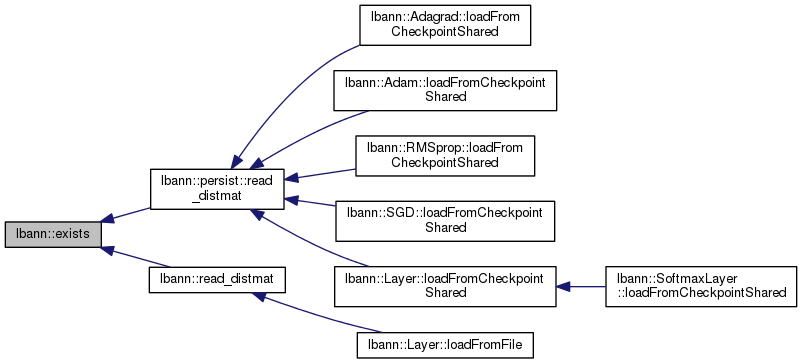 lbann::Adagrad::loadFrom
CheckpointShared
lbann::Adam::loadFromCheckpoint
Shared
lbann::RMSprop::loadFrom
CheckpointShared
lbann::persist::read
_distmat
lbann::SGD::loadFromCheckpoint
Shared
lbann::exists
lbann::read_distmat
lbann::Layer::loadFromCheckpoint
Shared
lbann::SoftmaxLayer
::loadFromCheckpointShared
lbann::Layer::loadFromFile